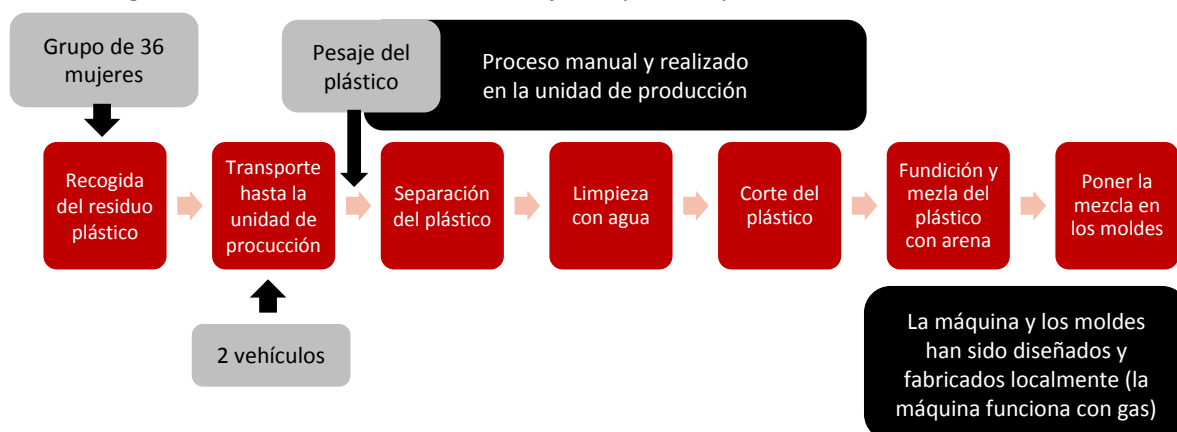 Grupo de 36
mujeres
Pesaje del
plástico
Proceso manual y realizado
en la unidad de producción
Recogida
del residuo
plástico
Transporte
hasta la
unidad de
procucción
Separación
del plástico
Limpieza
con agua
Corte del
plástico
Fundición y
mezla del
plástico
con arena
Poner la
mezcla en
los moldes
2 vehículos
La máquina y los moldes
han sido diseñados y
fabricados localmente (la
máquina funciona con gas)